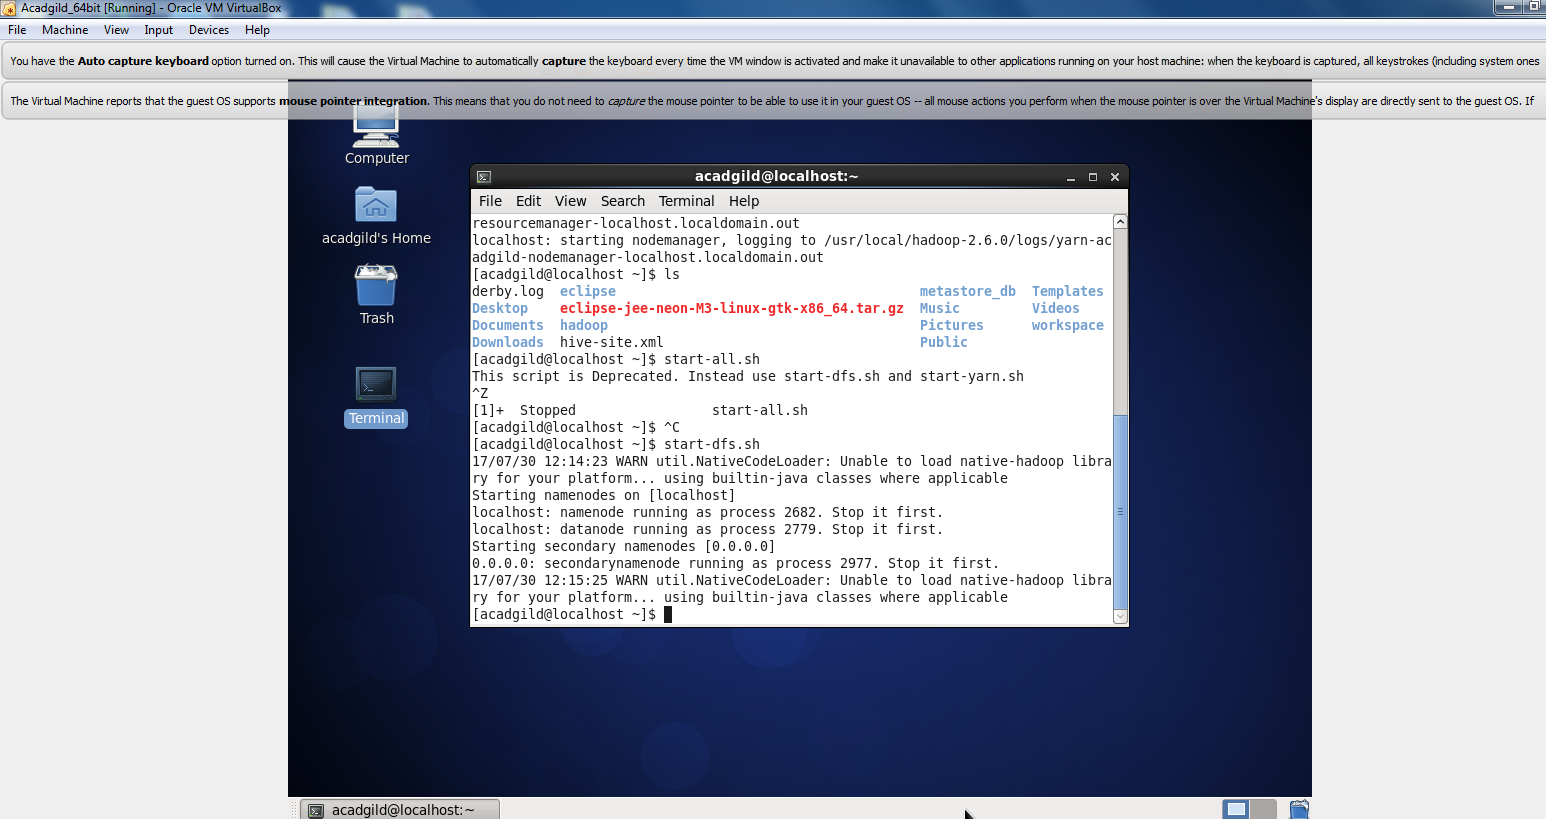 Acadgild_64bit [Running] - Oracle VM VirtualBox
File Machine View Input Devices Help
You have the Auto capture keyboard option turned on. This will cause the Virtual Machine to automatically capture the keyboard every time the VM window is activated and make it unavailable to other applications running on your host machine: when the keyboard is captured, all keystrokes (including system ones
The Virtual Machine reports that the guest OS supports mouse pointer integration. This means that you do not need to capture the mouse pointer to be able to use it in your guest OS -- all mouse actions you perform when the mouse pointer is over the Virtual Machine's display are directly sent to the guest OS. If
Computer
acadgild's Home
Trash
Terminal
acadgild@localhost:~
File Edit View Search Terminal Help
resourcemanager-localhost.localdomain.out
localhost: starting nodemanager, logging to /usr/local/hadoop-2.6.0/logs/yarn-ac
adgild-nodemanager-localhost.localdomain.out
[acadgild@localhost ~]$ ls
derby.log eclipse metastore_db Templates
Desktop eclipse-jee-neon-M3-linux-gtk-x86_64.tar.gz Music Videos
Documents hadoop Pictures workspace
Downloads hive-site.xml Public
[acadgild@localhost ~]$ start-all.sh
This script is Deprecated. Instead use start-dfs.sh and start-yarn.sh
^Z
[1]+ Stopped start-all.sh
[acadgild@localhost ~]$ ^C
[acadgild@localhost ~]$ start-dfs.sh
17/07/30 12:14:23 WARN util.NativeCodeLoader: Unable to load native-hadoop libra
ry for your platform... using builtin-java classes where applicable
Starting namenodes on [localhost]
localhost: namenode running as process 2682. Stop it first.
localhost: datanode running as process 2779. Stop it first.
Starting secondary namenodes [0.0.0.0]
0.0.0.0: secondarynamenode running as process 2977. Stop it first.
17/07/30 12:15:25 WARN util.NativeCodeLoader: Unable to load native-hadoop libra
ry for your platform... using builtin-java classes where applicable
[acadgild@localhost ~]$
acadgild@localhost:~